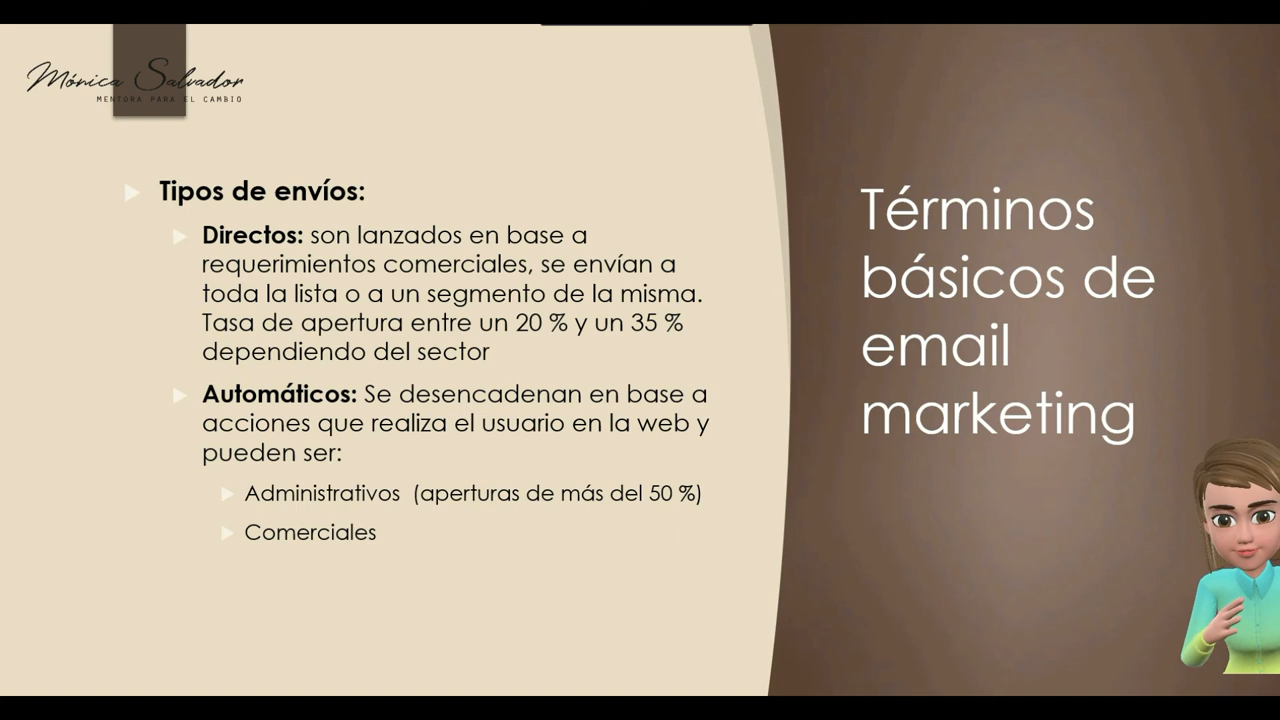 Mónica Salvador
MENTORA PARA EL CAMBIO
Tipos de envíos:
Directos: son lanzados en base a
requerimientos comerciales, se envían a
toda la lista o a un segmento de la misma.
Tasa de apertura entre un 20 % y un 35 %
dependiendo del sector
Automáticos: Se desencadenan en base a
acciones que realiza el usuario en la web y
pueden ser:
Administrativos (aperturas de más del 50 %)
Comerciales
Términos
básicos de
email
marketing